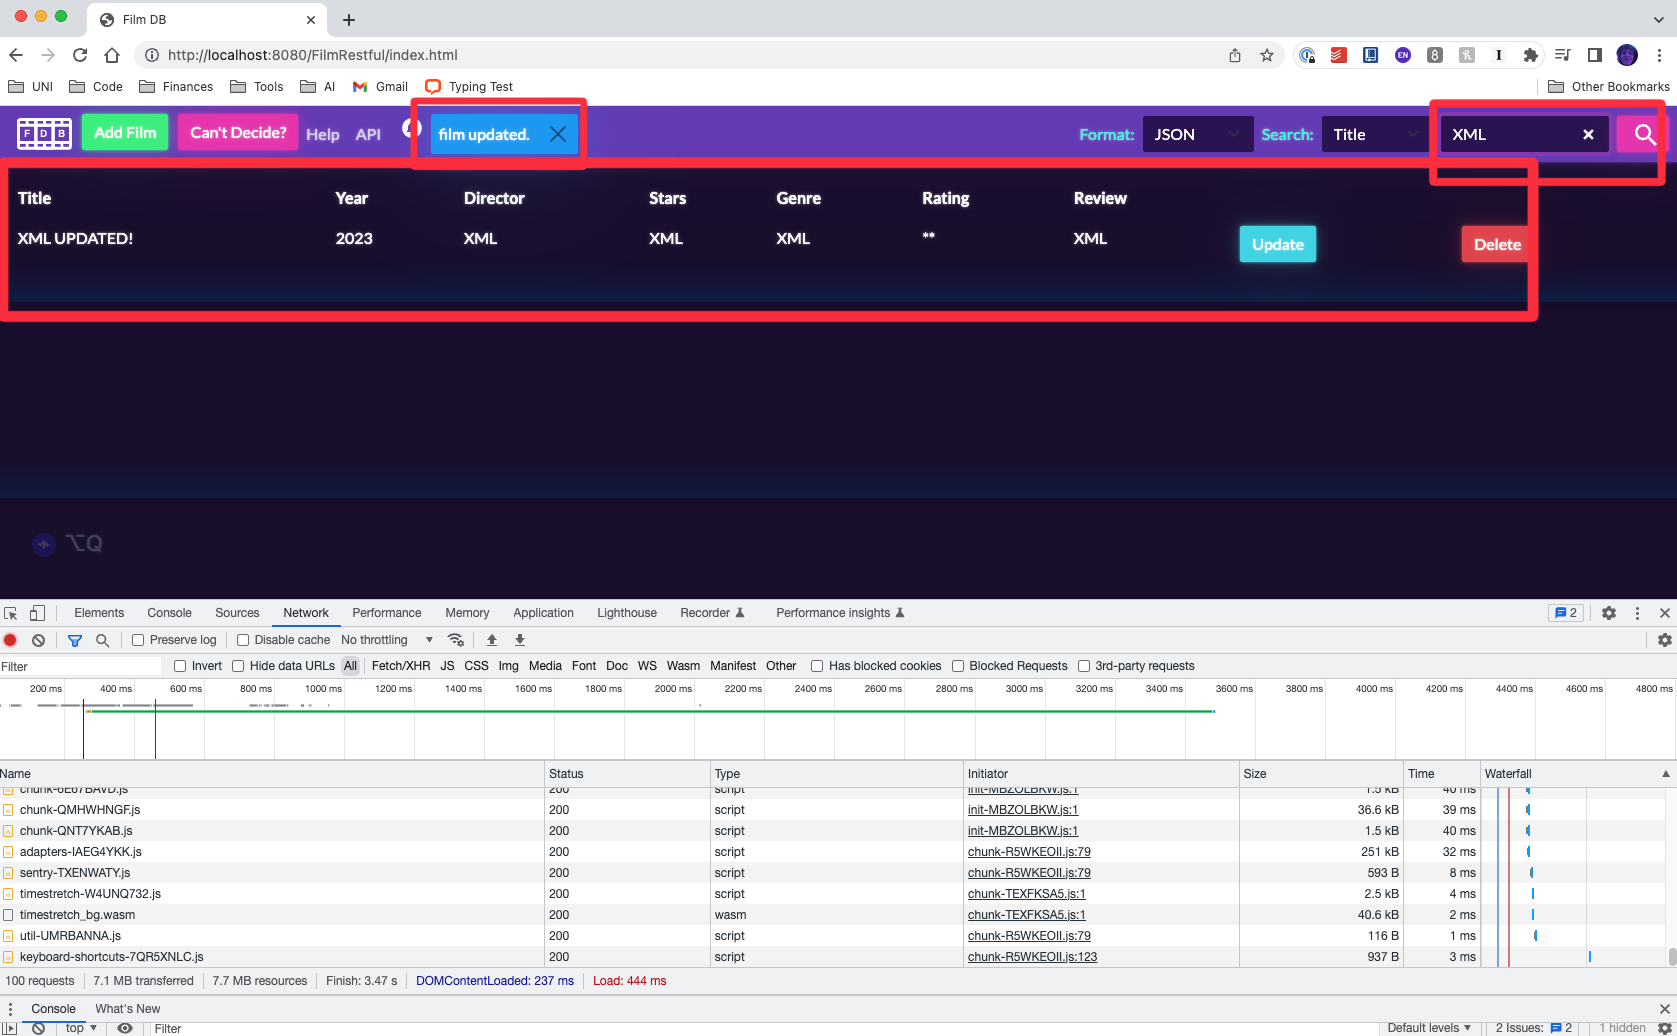 Film DB
http://localhost:8080/FilmRestful/index.html
EN 8 I
UNI Code Finances Tools AI Gmail Typing Test Other Bookmarks
FDB Add Film Can't Decide? Help API film updated. Format: JSON Search: Title XML
Title Year Director Stars Genre Rating Review
XML UPDATED! 2023 XML XML XML ** XML Update Delete
⌥Q
Elements Console Sources Network Performance Memory Application Lighthouse Recorder Performance insights 2
Preserve log Disable cache No throttling
Filter Invert Hide data URLs All Fetch/XHR JS CSS Img Media Font Doc WS Wasm Manifest Other Has blocked cookies Blocked Requests 3rd-party requests
200 ms 400 ms 600 ms 800 ms 1000 ms 1200 ms 1400 ms 1600 ms 1800 ms 2000 ms 2200 ms 2400 ms 2600 ms 2800 ms 3000 ms 3200 ms 3400 ms 3600 ms 3800 ms 4000 ms 4200 ms 4400 ms 4600 ms 4800 ms
Name Status Type Initiator Size Time Waterfall
200 script init-MBZOLBKW.js:1 1.5 kB 40 ms
chunk-QMHWHNGF.js 200 script init-MBZOLBKW.js:1 36.6 kB 39 ms
chunk-QNT7YKAB.js 200 script init-MBZOLBKW.js:1 1.5 kB 40 ms
adapters-IAEG4YKK.js 200 script chunk-R5WKEOII.js:79 251 kB 32 ms
sentry-TXENWATY.js 200 script chunk-R5WKEOII.js:79 593 B 8 ms
timestretch-W4UNQ732.js 200 script chunk-TEXFKSA5.js:1 2.5 kB 4 ms
timestretch_bg.wasm 200 wasm chunk-TEXFKSA5.js:1 40.6 kB 2 ms
util-UMRBANNA.js 200 script chunk-R5WKEOII.js:79 116 B 1 ms
keyboard-shortcuts-7QR5XNLC.js 200 script chunk-R5WKEOII.js:123 937 B 3 ms
100 requests 7.1 MB transferred 7.7 MB resources Finish: 3.47 s DOMContentLoaded: 237 ms Load: 444 ms
Console What's New
top Filter Default levels 2 Issues: 2 1 hidden